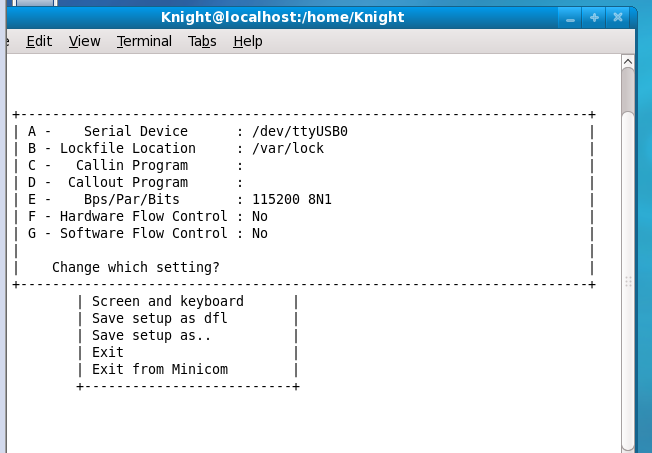 Knight@localhost:/home/Knight
Edit View Terminal Tabs Help
+-----------------------------------------------------------------------+
| A -    Serial Device      : /dev/ttyUSB0                              |
| B - Lockfile Location     : /var/lock                                 |
| C -   Callin Program      :                                           |
| D -  Callout Program      :                                           |
| E -    Bps/Par/Bits       : 115200 8N1                                |
| F - Hardware Flow Control : No                                        |
| G - Software Flow Control : No                                        |
|                                                                       |
|    Change which setting?                                              |
+-----------------------------------------------------------------------+
        | Screen and keyboard      |
        | Save setup as dfl        |
        | Save setup as..          |
        | Exit                     |
        | Exit from Minicom        |
        +--------------------------+